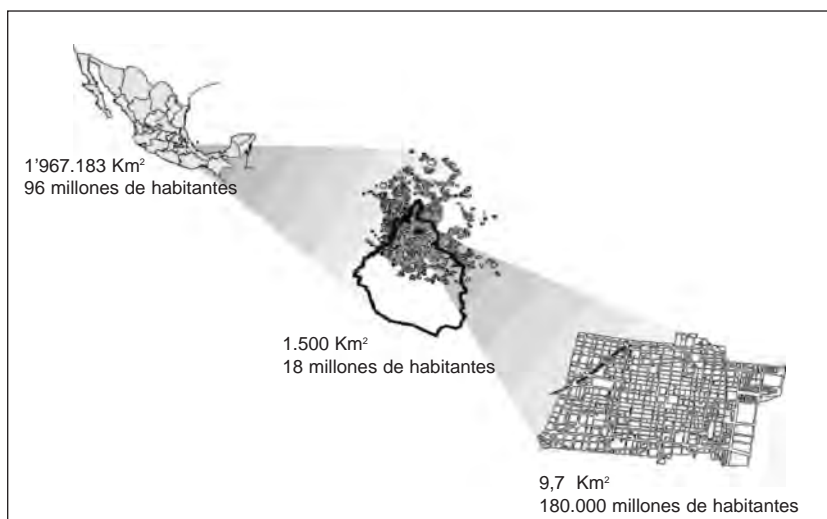 1’967.183 Km²
96 millones de habitantes
1.500 Km²
18 millones de habitantes
9,7 Km²
180.000 millones de habitantes